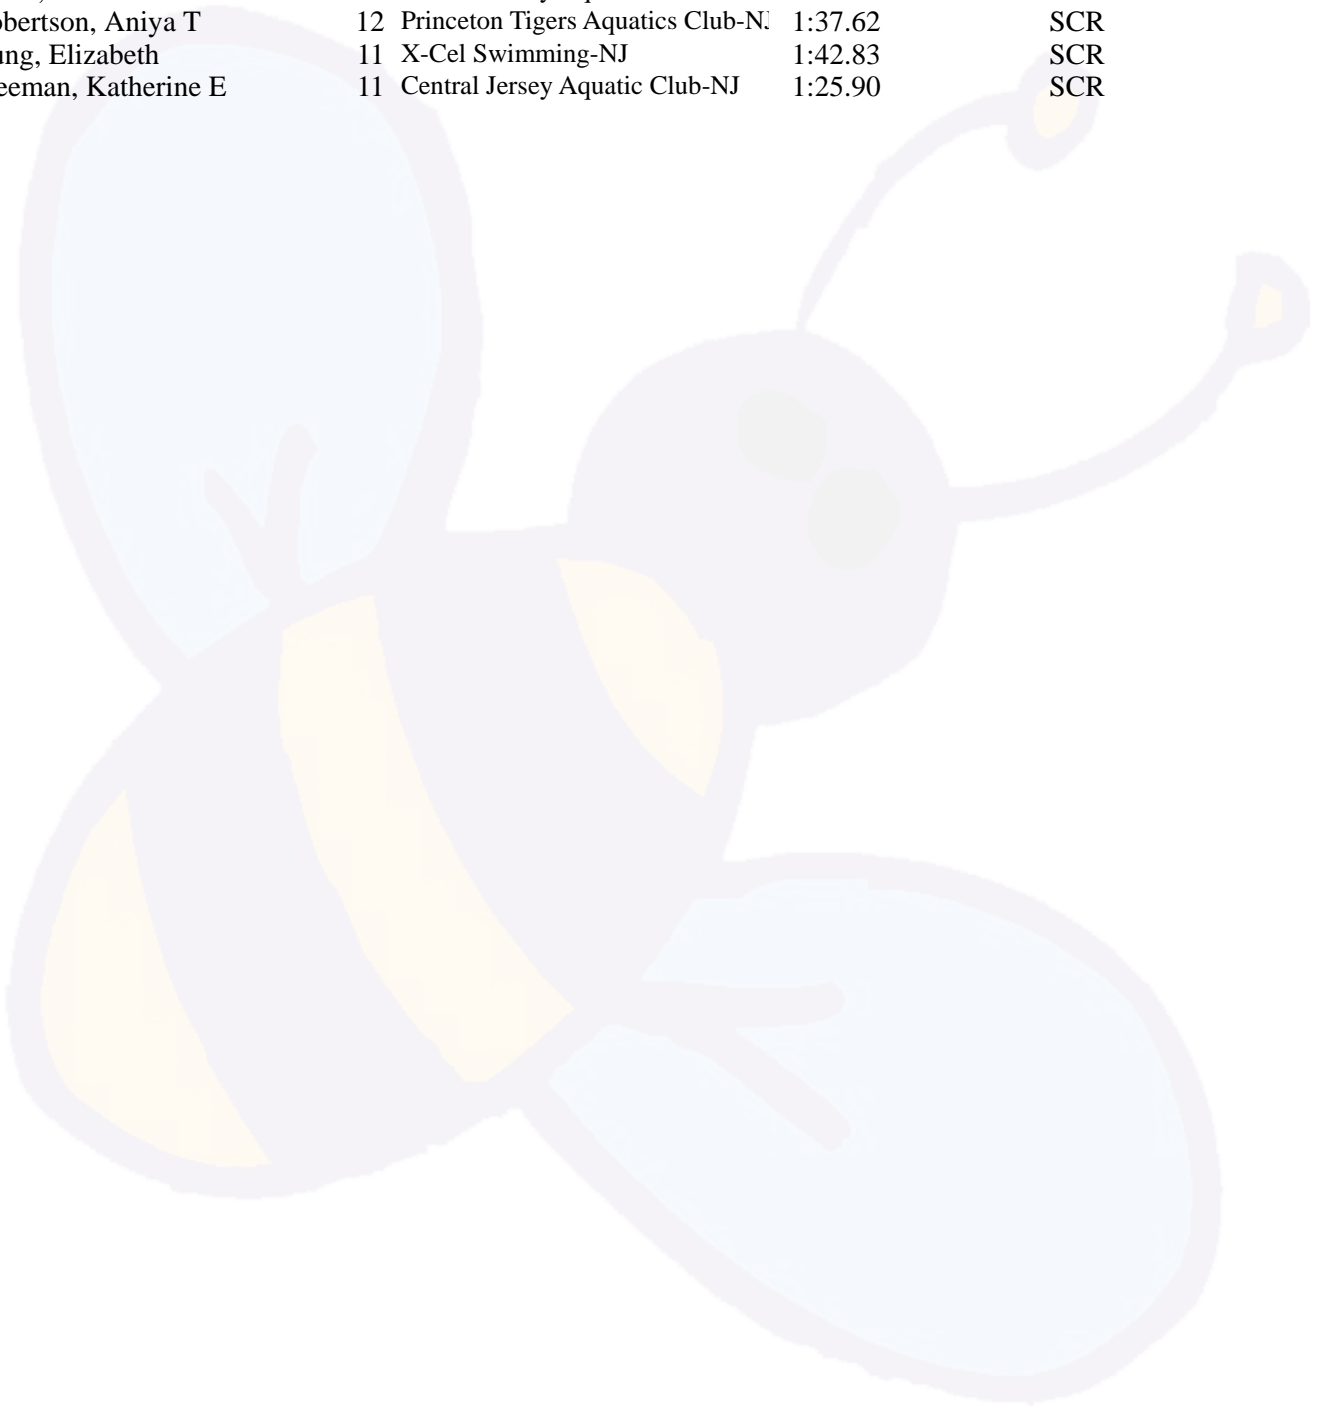 bertson, Aniya T 12 Princeton Tigers Aquatics Club-NJ 1:37.62 SCR
ung, Elizabeth 11 X-Cel Swimming-NJ 1:42.83 SCR
eeman, Katherine E 11 Central Jersey Aquatic Club-NJ 1:25.90 SCR